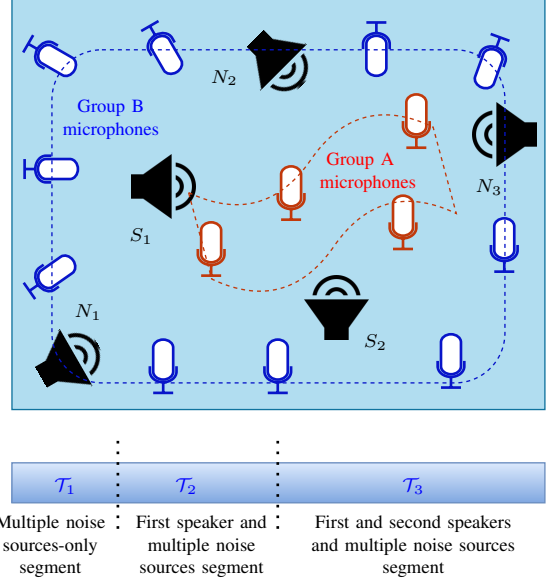 N₂
Group B
microphones
Group A
microphones
N₃
S₁
N₁
S₂
𝒯₁
𝒯₂
𝒯₃
Multiple noise
sources-only
segment
First speaker and
multiple noise
sources segment
First and second speakers
and multiple noise sources
segment